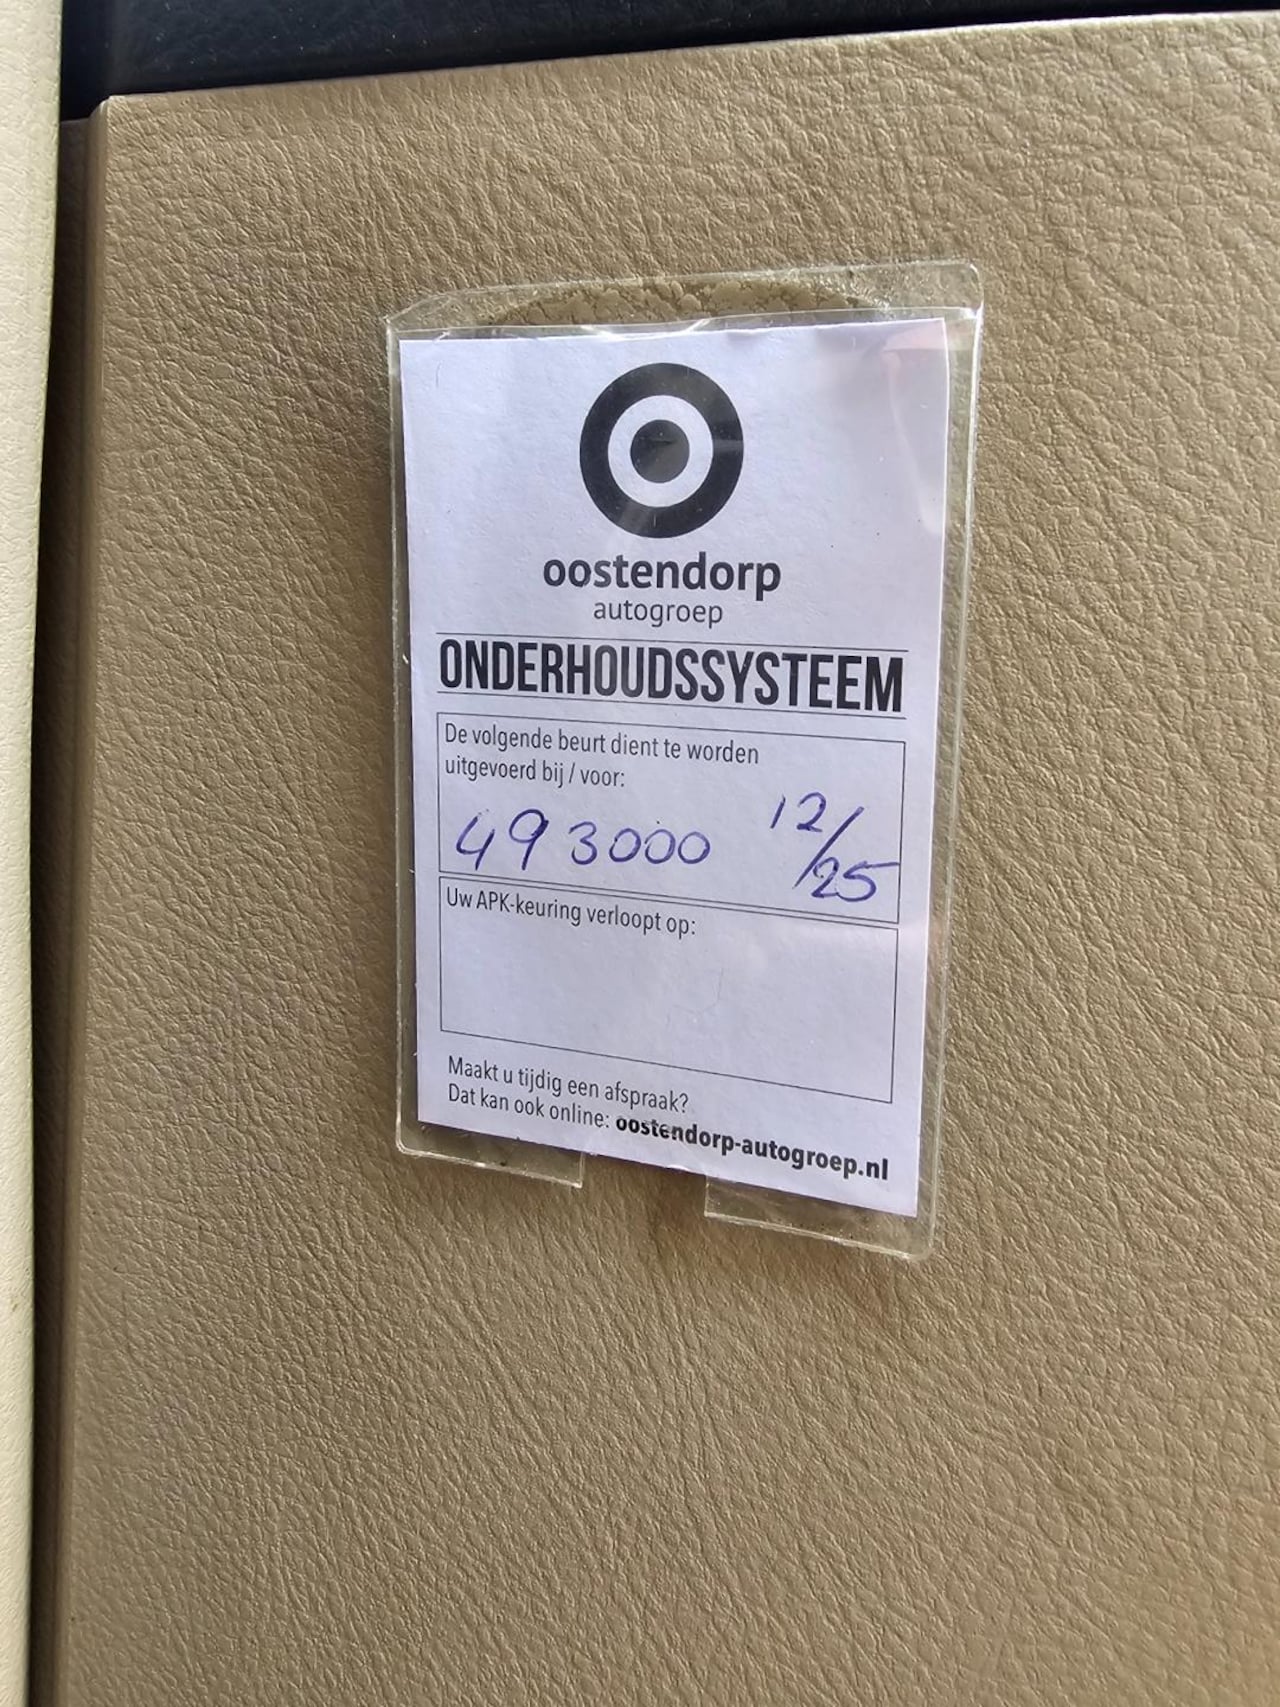 oostendorp
autogroep
ONDERHOUDSSYSTEEM
De volgende beurt dient te worden
uitgevoerd bij / voor:
493000 12/25
Uw APK-keuring verloopt op:
Maakt u tijdig een afspraak?
Dat kan ook online: oostendorp-autogroep.nl